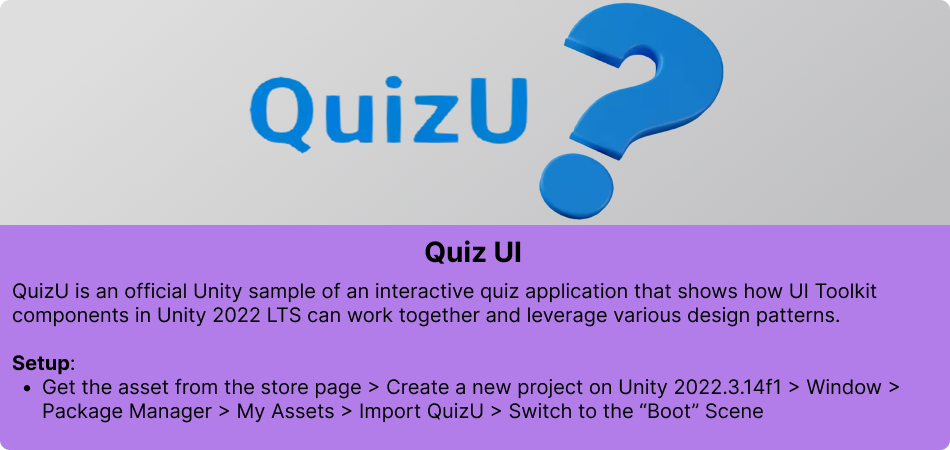 QuizU
Quiz UI
QuizU is an official Unity sample of an interactive quiz application that shows how UI Toolkit
components in Unity 2022 LTS can work together and leverage various design patterns.
Setup:
• Get the asset from the store page > Create a new project on Unity 2022.3.14f1 > Window >
Package Manager > My Assets > Import QuizU > Switch to the “Boot” Scene